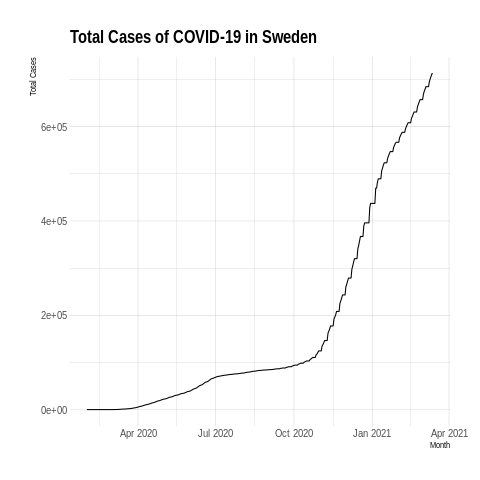 Total Cases of COVID-19 in Sweden
Total Cases
6e+05
4e+05
2e+05
0e+00
Apr 2020 Jul 2020 Oct 2020 Jan 2021 Apr 2021
Month